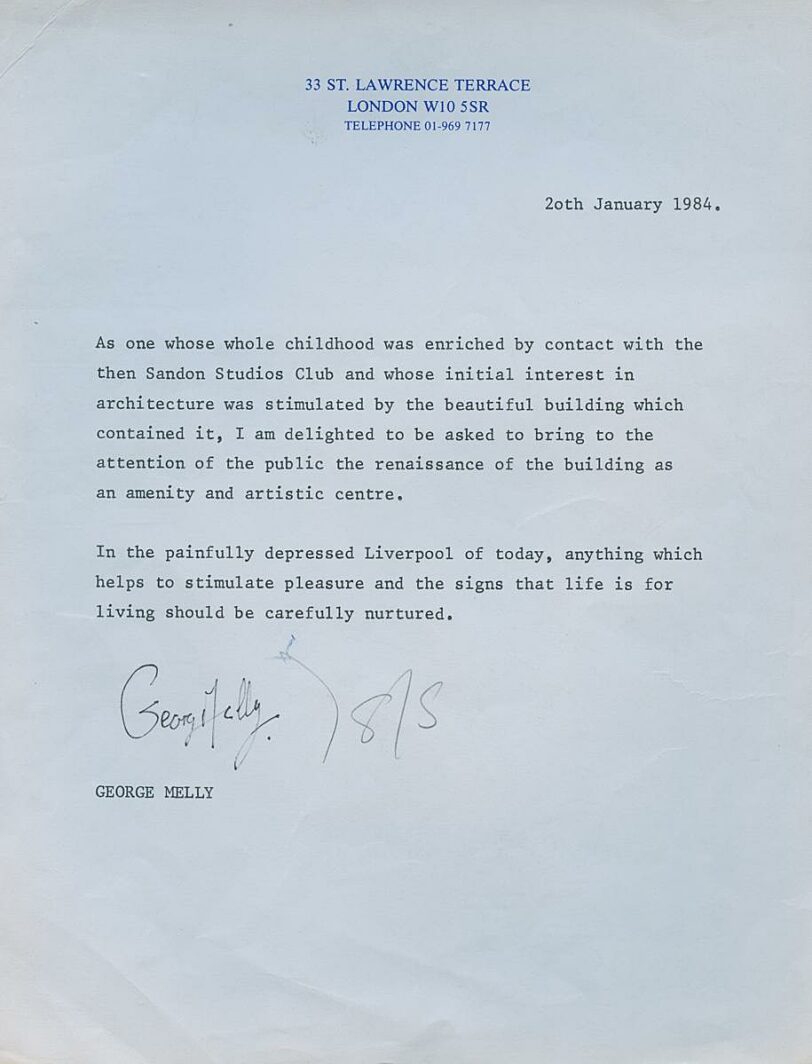 33 ST. LAWRENCE TERRACE
LONDON W10 5SR
TELEPHONE 01-969 7177
2oth January 1984.
As one whose whole childhood was enriched by contact with the
then Sandon Studios Club and whose initial interest in
architecture was stimulated by the beautiful building which
contained it, I am delighted to be asked to bring to the
attention of the public the renaissance of the building as
an amenity and artistic centre.
In the painfully depressed Liverpool of today, anything which
helps to stimulate pleasure and the signs that life is for
living should be carefully nurtured.
George Melly.
GEORGE MELLY